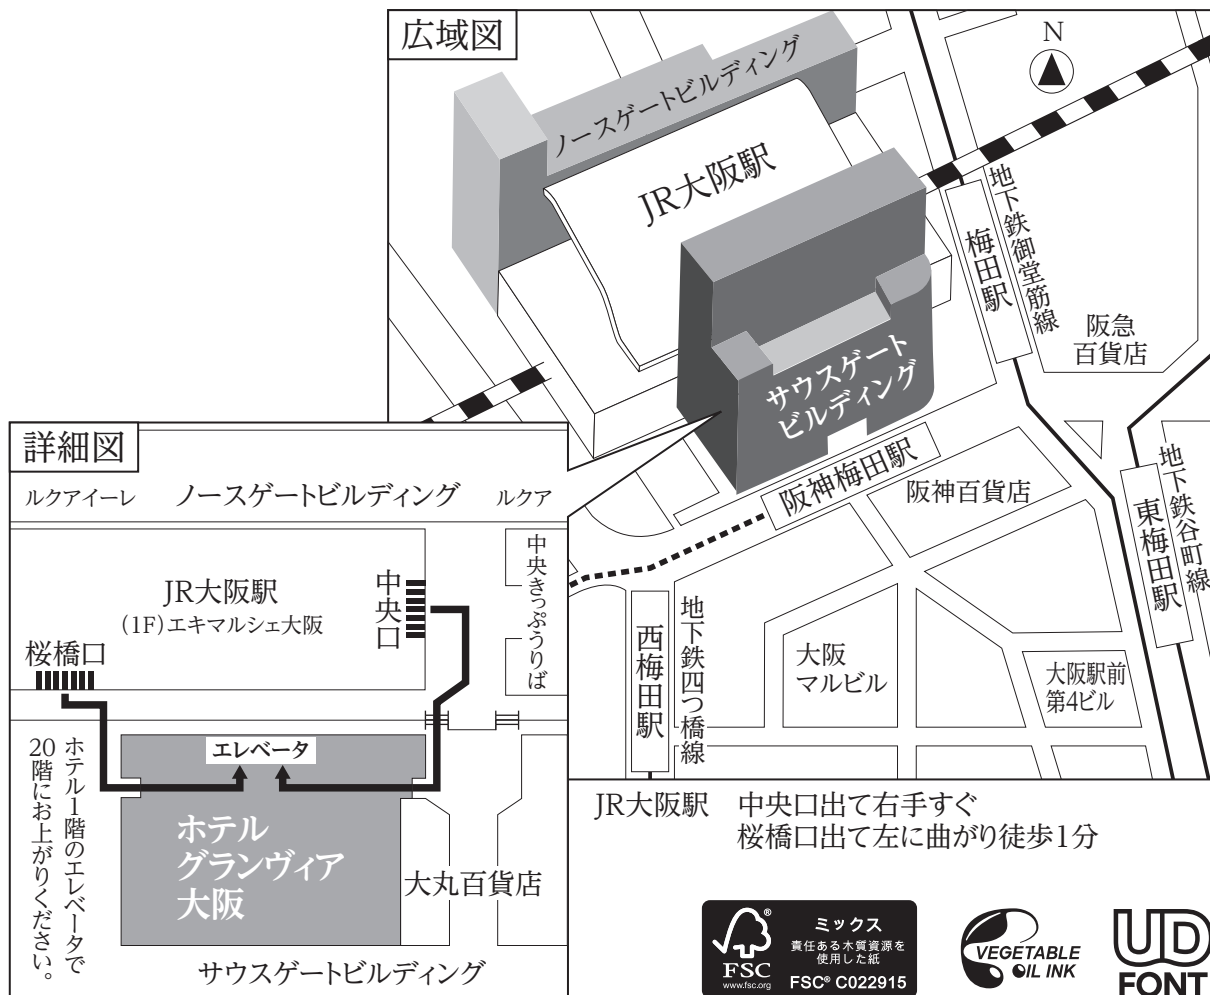 広域図
N
ノースゲートビルディング
JR大阪駅
サウスゲート
ビルディング
梅田駅
地下鉄御堂筋線
阪急
百貨店
阪神梅田駅
阪神百貨店
東梅田駅
地下鉄谷町線
西梅田駅
地下鉄四つ橋線
大阪
マルビル
大阪駅前
第4ビル
詳細図
ルクアイーレ
ノースゲートビルディング
ルクア
JR大阪駅
(1F)エキマルシェ大阪
中央口
中央きっぷうりば
桜橋口
エレベータ
ホテル1階のエレベータで
20階にお上がりください。
ホテル
グランヴィア
大阪
大丸百貨店
サウスゲートビルディング
JR大阪駅 中央口出て右手すぐ
桜橋口出て左に曲がり徒歩1分
FSC
www.fsc.org
ミックス
責任ある木質資源を
使用した紙
FSC® C022915
VEGETABLE
OIL INK
UD
FONT